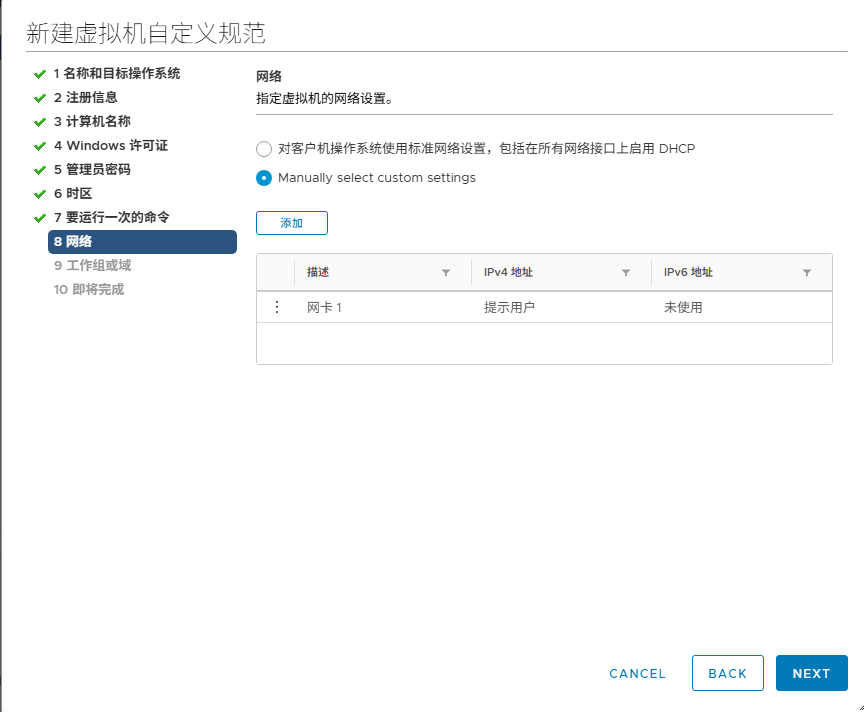 新建虚拟机自定义规范
1 名称和目标操作系统
2 注册信息
3 计算机名称
4 Windows 许可证
5 管理员密码
6 时区
7 要运行一次的命令
8 网络
9 工作组或域
10 即将完成
网络
指定虚拟机的网络设置。
对客户机操作系统使用标准网络设置，包括在所有网络接口上启用 DHCP
Manually select custom settings
添加
描述 IPv4 地址 IPv6 地址
网卡 1 提示用户 未使用
CANCEL BACK NEXT